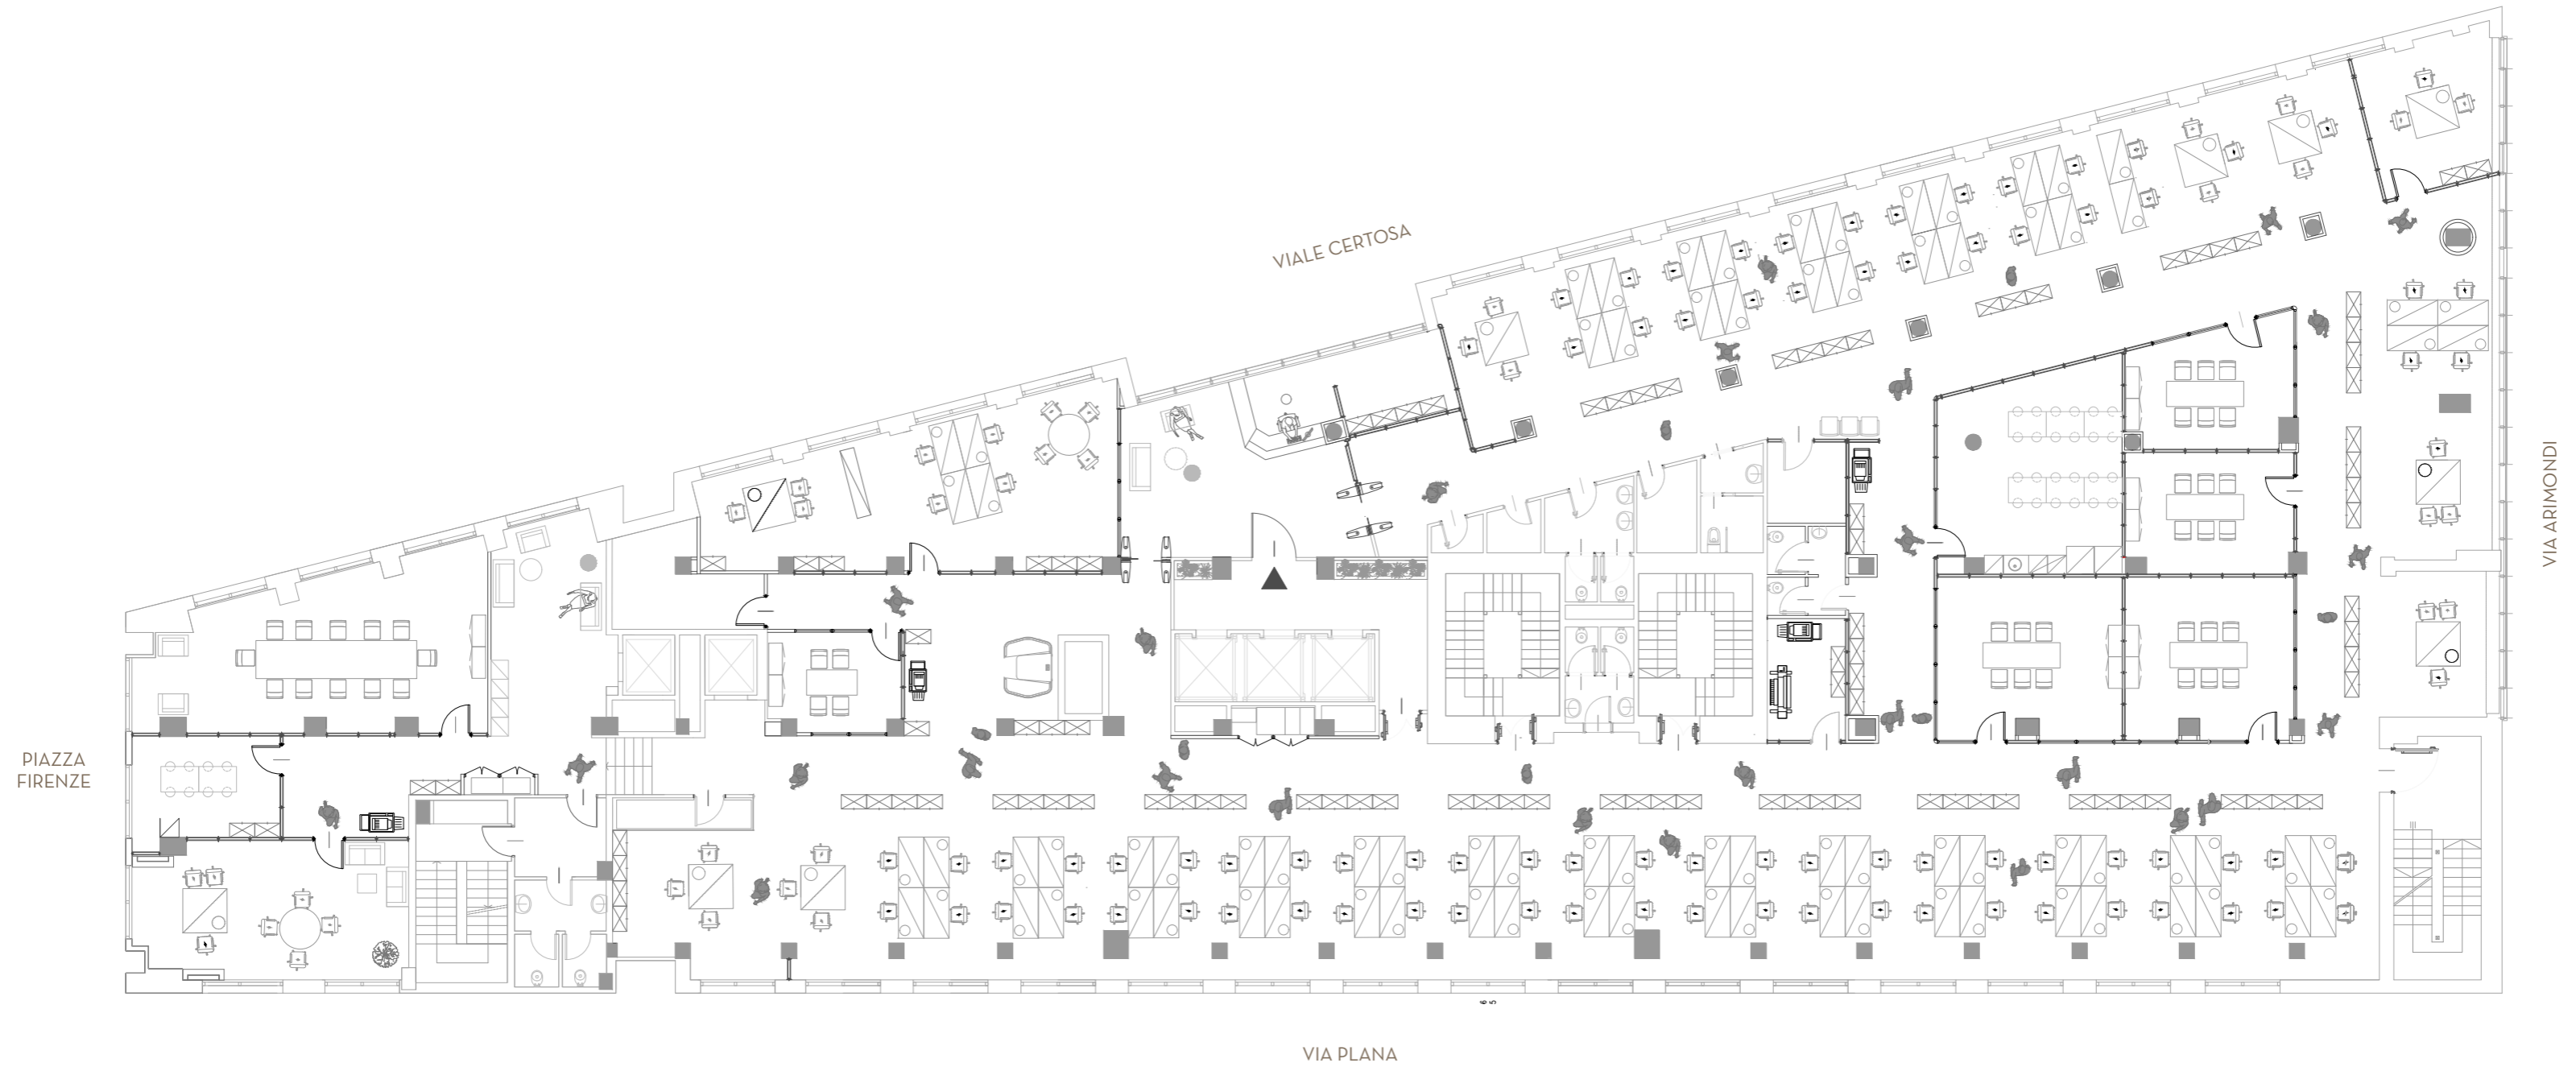 VIALE CERTOSA
VIA ARIMONDI
PIAZZA
FIRENZE
VIA PLANA